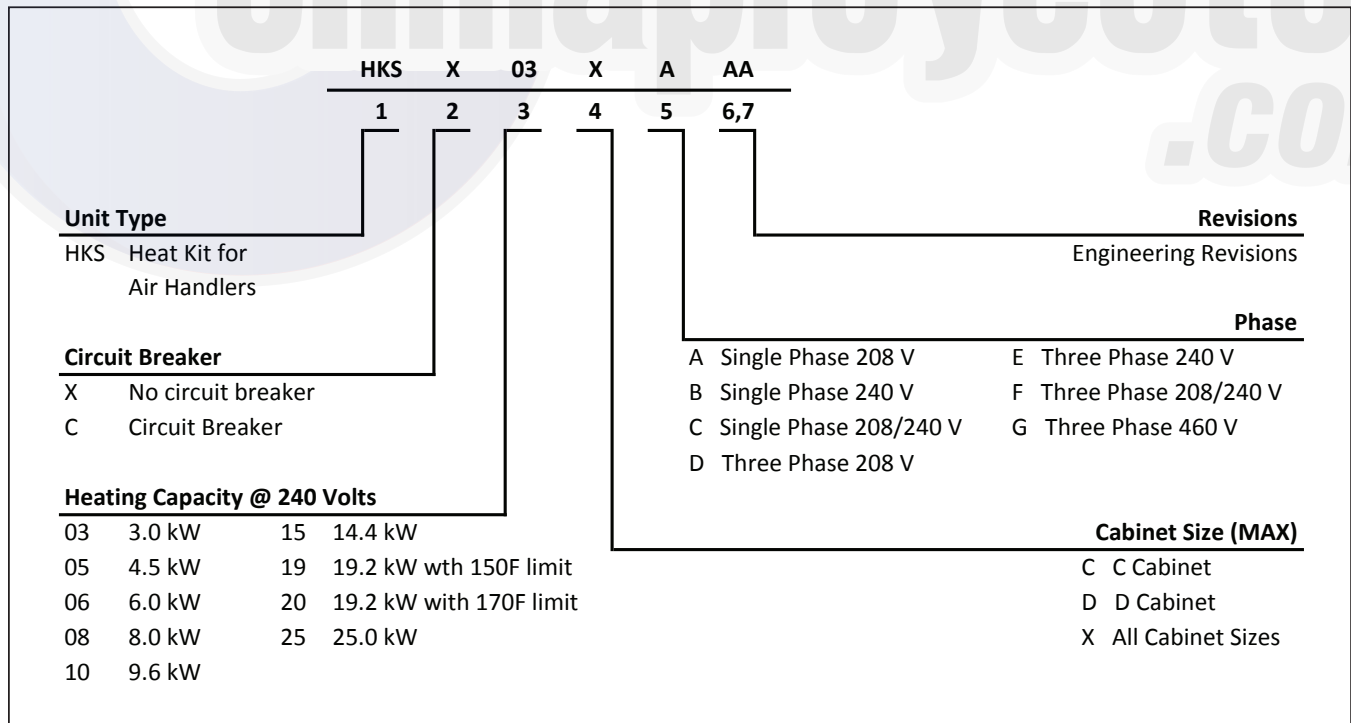 HKS X 03 X A AA
1 2 3 4 5 6,7
Unit Type
HKS Heat Kit for
Air Handlers
Revisions
Engineering Revisions
Circuit Breaker
X No circuit breaker
C Circuit Breaker
Phase
A Single Phase 208 V E Three Phase 240 V
B Single Phase 240 V F Three Phase 208/240 V
C Single Phase 208/240 V G Three Phase 460 V
D Three Phase 208 V
Heating Capacity @ 240 Volts
03 3.0 kW 15 14.4 kW
05 4.5 kW 19 19.2 kW wth 150F limit
06 6.0 kW 20 19.2 kW with 170F limit
08 8.0 kW 25 25.0 kW
10 9.6 kW
Cabinet Size (MAX)
C C Cabinet
D D Cabinet
X All Cabinet Sizes